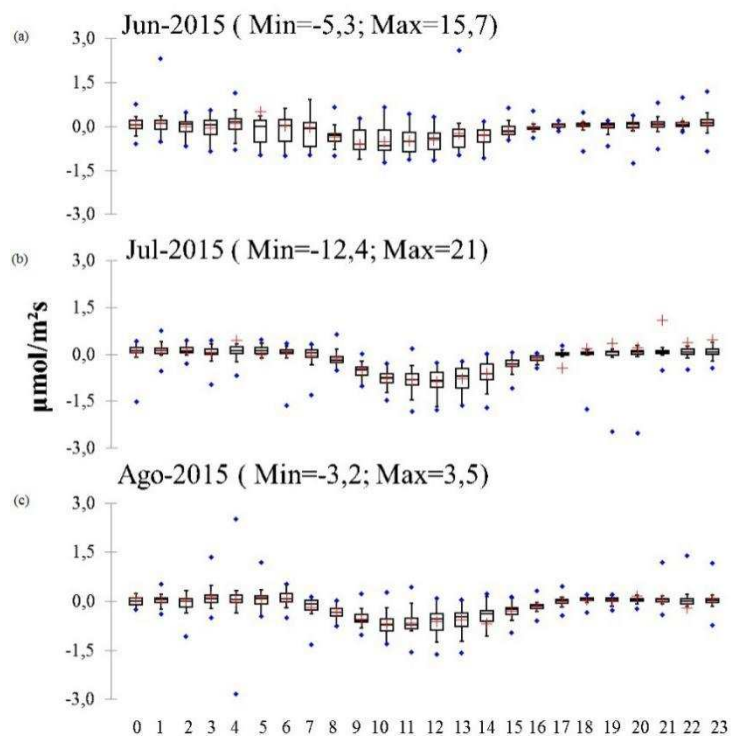 Jun-2015 ( Min=-5,3; Max=15,7)
(a)
3,0
1,5
0,0
-1,5
-3,0
Jul-2015 ( Min=-12,4; Max=21)
(b)
3,0
1,5
0,0
-1,5
-3,0
µmol/m²s
Ago-2015 ( Min=-3,2; Max=3,5)
(c)
3,0
1,5
0,0
-1,5
-3,0
0 1 2 3 4 5 6 7 8 9 10 11 12 13 14 15 16 17 18 19 20 21 22 23